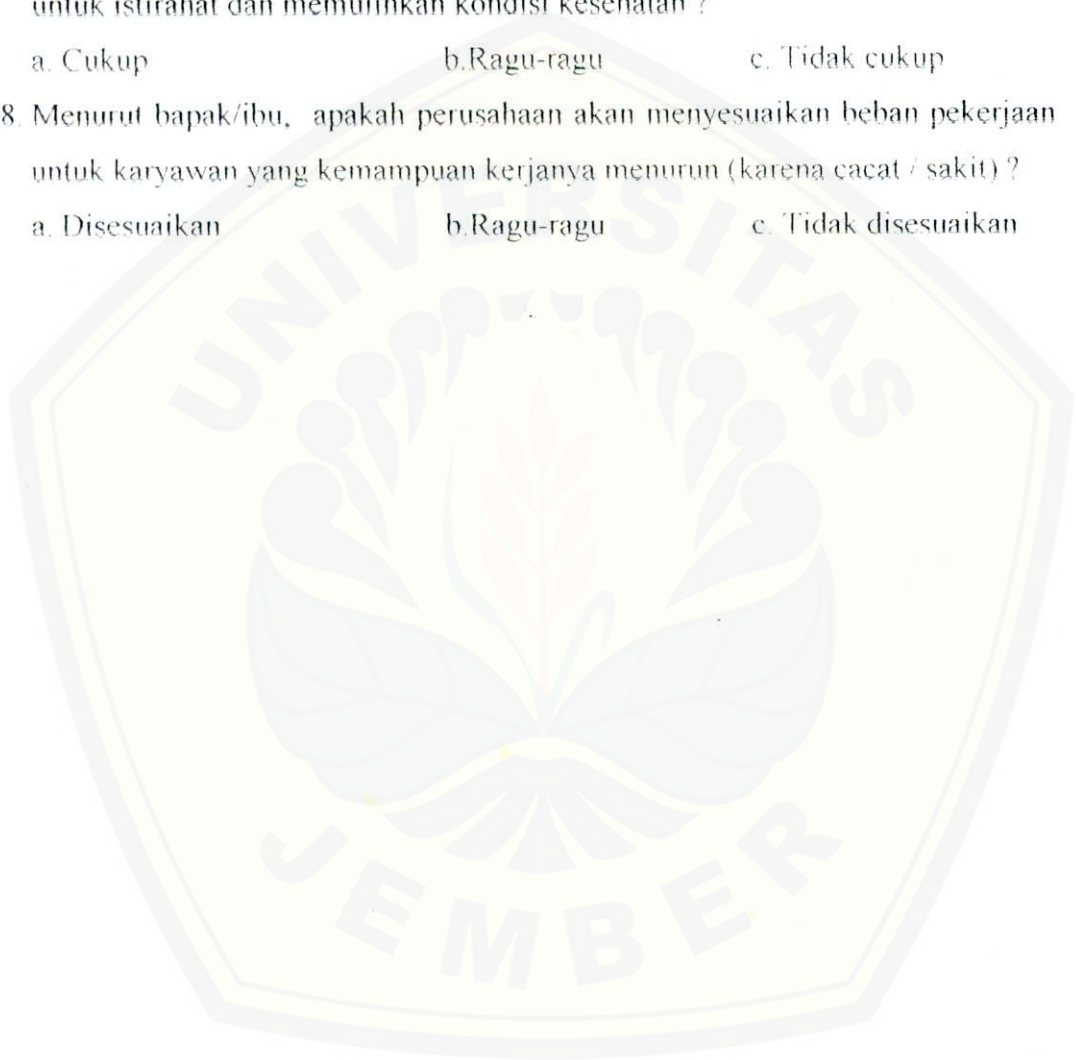 untuk istirahat dan memulihkan kondisi kesehatan ?
a. Cukup b.Ragu-ragu c. Tidak cukup
8. Menurut bapak/ibu, apakah perusahaan akan menyesuaikan beban pekerjaan
untuk karyawan yang kemampuan kerjanya menurun (karena cacat / sakit) ?
a. Disesuaikan b.Ragu-ragu c. Tidak disesuaikan
UNIVERSITAS
JEMBER